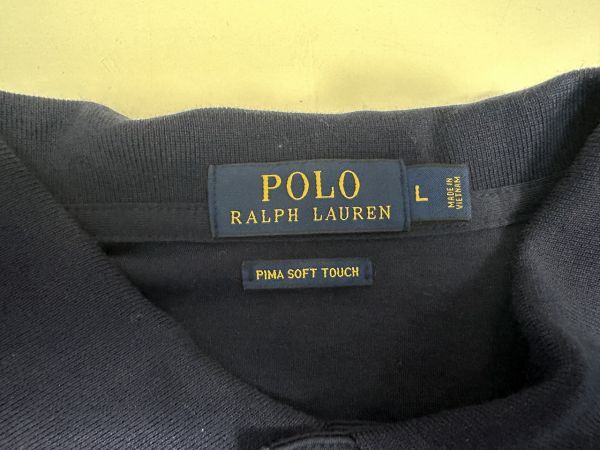 POLO
RALPH LAUREN
L
MADE IN
VIETNAM
PIMA SOFT TOUCH